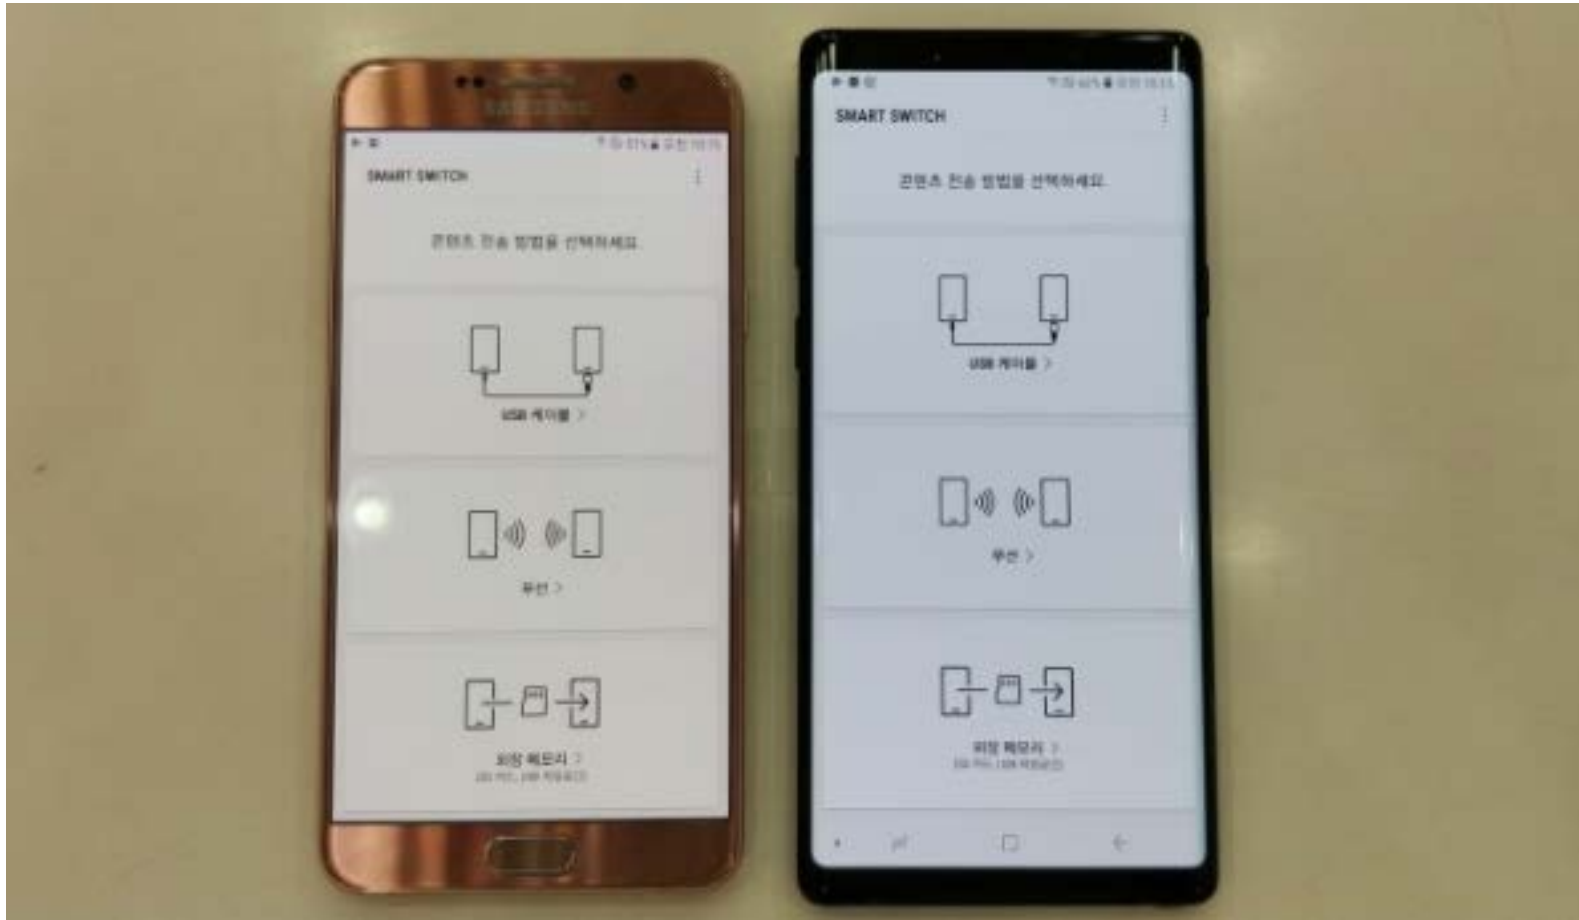 SAMSUNG
SMART SWITCH
콘텐츠 전송 방법을 선택하세요.
USB 케이블 >
무선 >
외장 메모리 >
SMART SWITCH
콘텐츠 전송 방법을 선택하세요.
USB 케이블 >
무선 >
외장 메모리 >